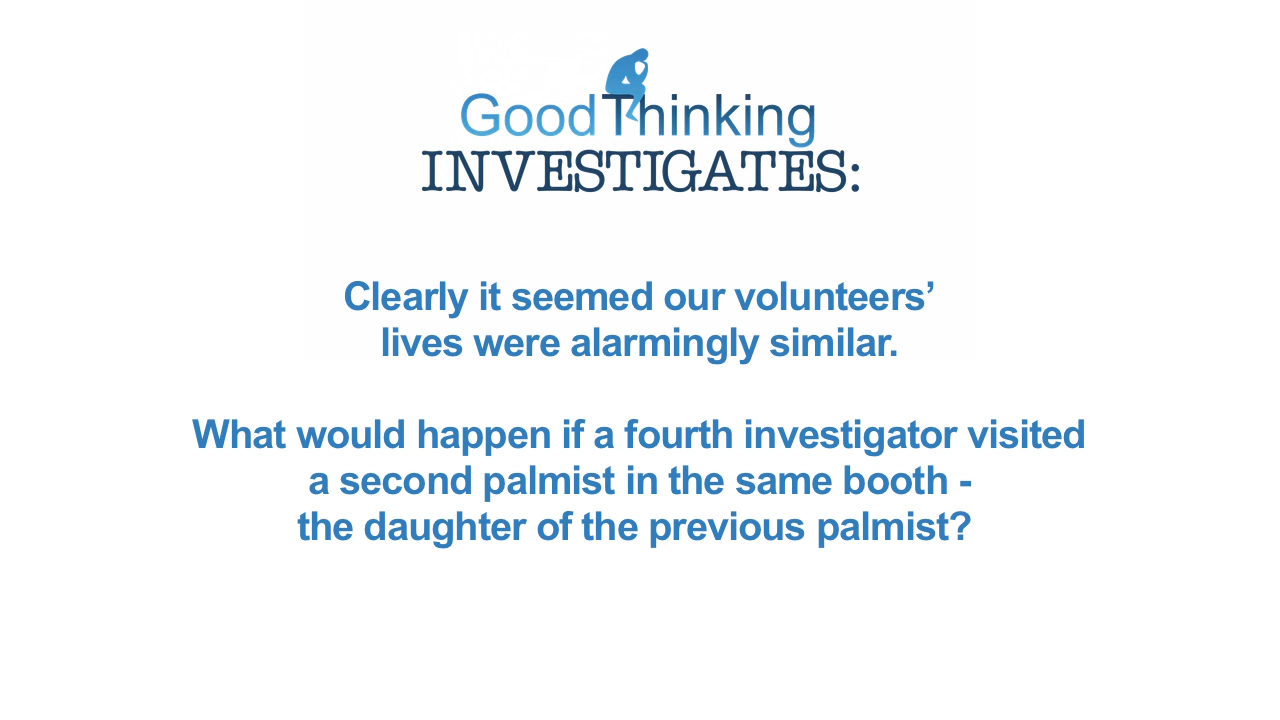 GoodThinking
INVESTIGATES:
Clearly it seemed our volunteers’
lives were alarmingly similar.
What would happen if a fourth investigator visited
a second palmist in the same booth -
the daughter of the previous palmist?